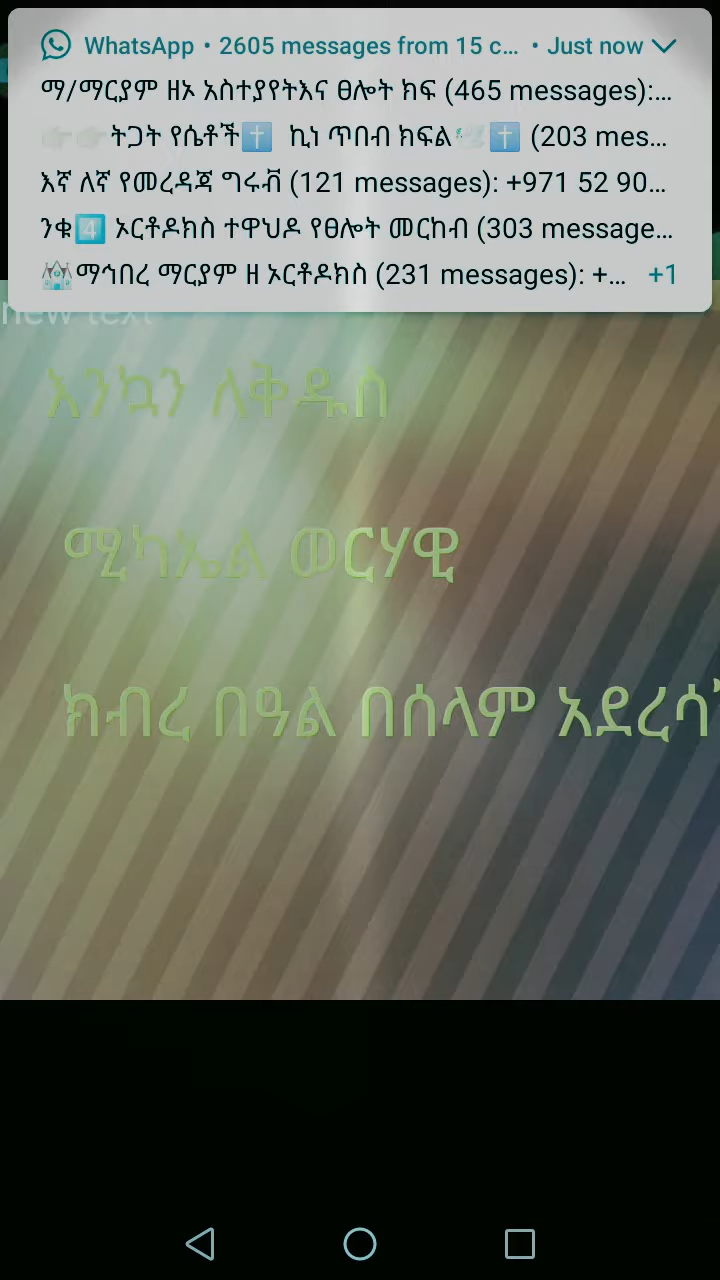 WhatsApp • 2605 messages from 15 c... • Just now
ማ/ማርያም ዘኦ አስተያየትእና ፀሎት ክፍ (465 messages):...
👉👉ትጋት የሴቶች✝️ ኪነ ጥበብ ክፍል🕊️✝️ (203 mes...
እኛ ለኛ የመረዳጃ ግሩፕ (121 messages): +971 52 90...
ንቁ4️⃣ ኦርቶዶክስ ተዋህዶ የፀሎት መርከብ (303 message...
🏰ማኅበረ ማርያም ዘ ኦርቶዶክስ (231 messages): +... +1
new text
እንኳን ለቅዱስ
ሚካኤል ወርሃዊ
ክብረ በዓል በሰላም አደረሳ